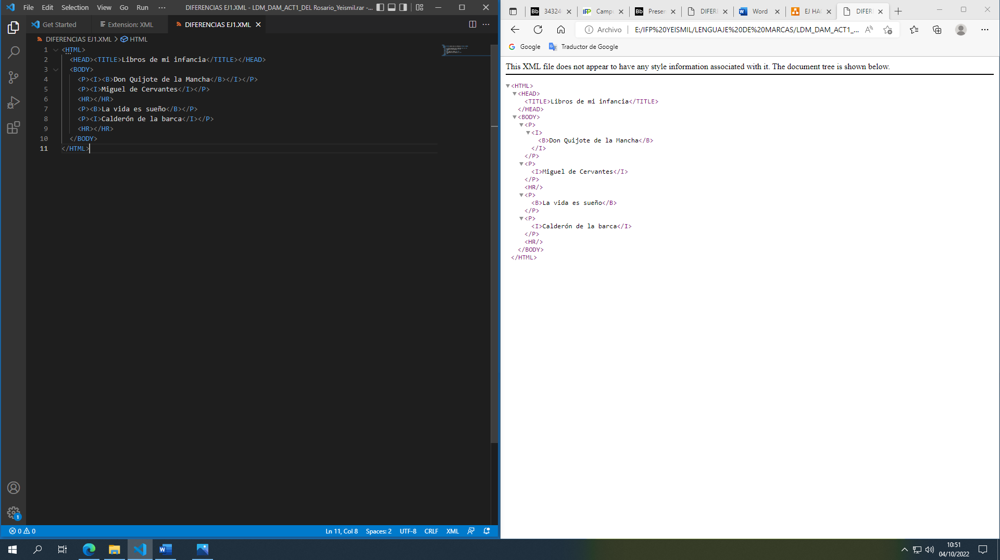 File Edit Selection View Go Run ··· DIFERENCIAS EJ1.XML - LDM_DAM_ACT1_DEL Rosario_Yeismil.rar -...
Get Started Extension: XML DIFERENCIAS EJ1.XML
DIFERENCIAS EJ1.XML > HTML
1 <HTML>
2 <HEAD><TITLE>Libros de mi infancia</TITLE></HEAD>
3 <BODY>
4 <P><I><B>Don Quijote de la Mancha</B></I></P>
5 <P><I>Miguel de Cervantes</I></P>
6 <HR></HR>
7 <P><B>La vida es sueño</B></P>
8 <P><I>Calderón de la barca</I></P>
9 <HR></HR>
10 </BODY>
11 </HTML>
1
0 0 Ln 11, Col 8 Spaces: 2 UTF-8 CRLF XML
Bb 34324 IFP Camp Bb Presen DIFER Word EJ HA DIFER
Archivo E:/IFP%20YEISMIL/LENGUAJE%20DE%20MARCAS/LDM_DAM_ACT1_...
Google Traductor de Google
This XML file does not appear to have any style information associated with it. The document tree is shown below.
<HTML>
<HEAD>
<TITLE>Libros de mi infancia</TITLE>
</HEAD>
<BODY>
<P>
<I>
<B>Don Quijote de la Mancha</B>
</I>
</P>
<P>
<I>Miguel de Cervantes</I>
</P>
<HR/>
<P>
<B>La vida es sueño</B>
</P>
<P>
<I>Calderón de la barca</I>
</P>
<HR/>
</BODY>
</HTML>
10:51
04/10/2022